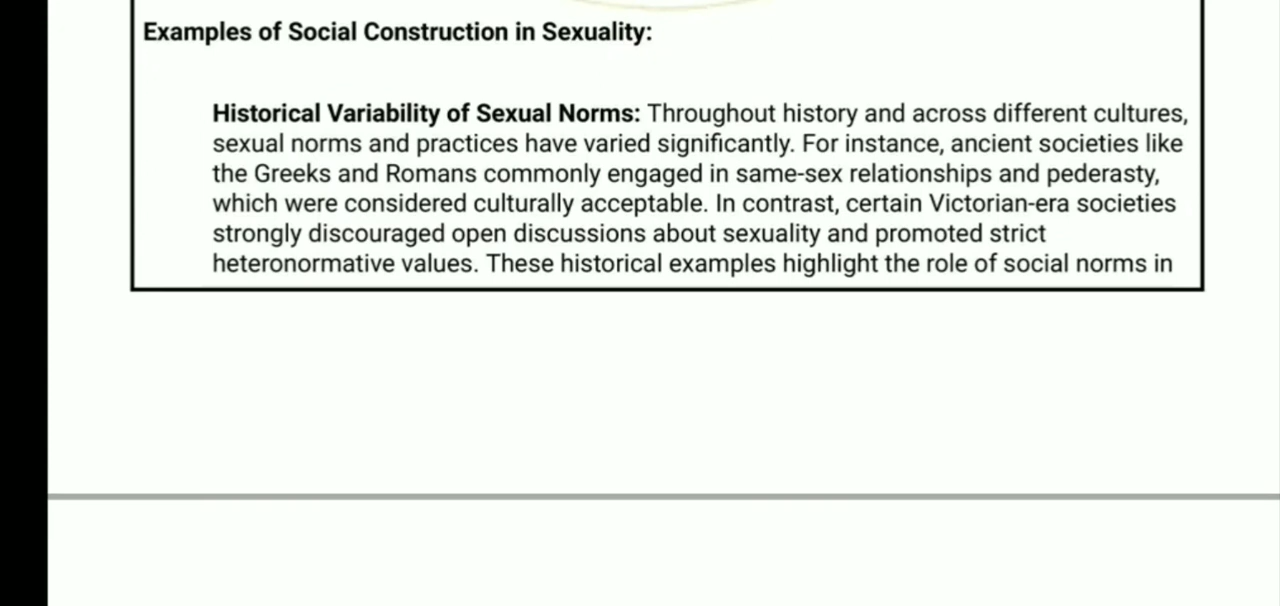 Examples of Social Construction in Sexuality:
Historical Variability of Sexual Norms: Throughout history and across different cultures,
sexual norms and practices have varied significantly. For instance, ancient societies like
the Greeks and Romans commonly engaged in same-sex relationships and pederasty,
which were considered culturally acceptable. In contrast, certain Victorian-era societies
strongly discouraged open discussions about sexuality and promoted strict
heteronormative values. These historical examples highlight the role of social norms in